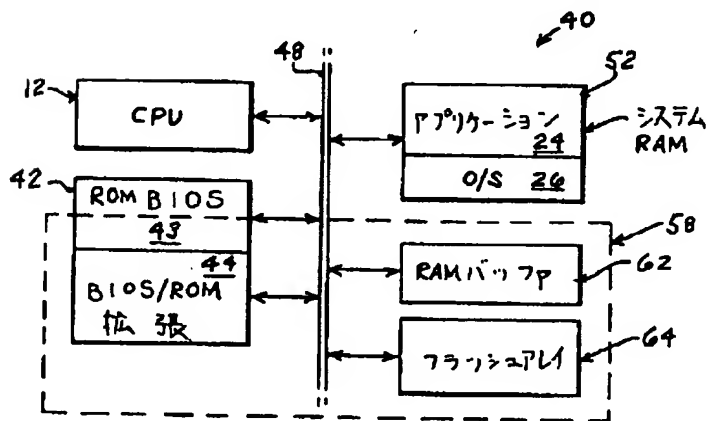 40
48
52
12
CPU
アプリケーション
24
システム
RAM
O/S 26
42
ROM BIOS
43
58
44
BIOS/ROM
拡張
RAMバッファ
62
フラッシュアレイ
64